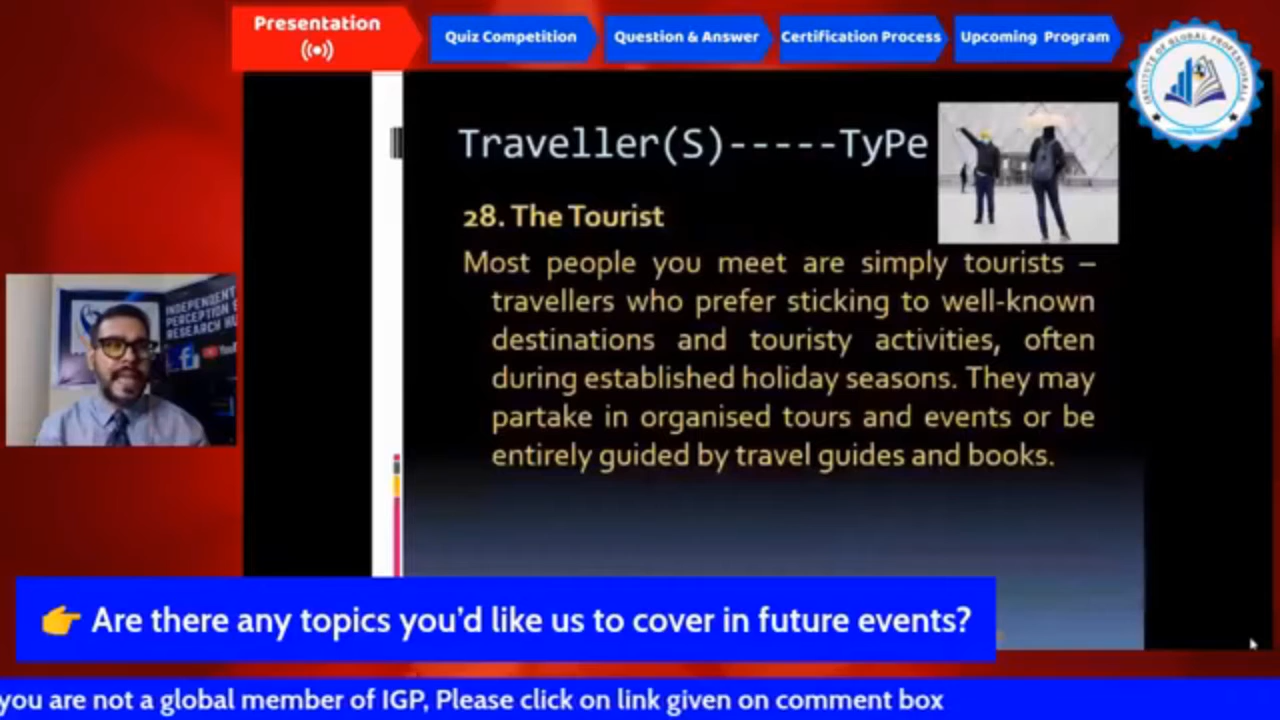 Presentation
Quiz Competition
Question & Answer
Certification Process
Upcoming Program
INSTITUTE OF GLOBAL PROFESSIONALS
Traveller(S)-----TyPe
28. The Tourist
Most people you meet are simply tourists –
travellers who prefer sticking to well-known
destinations and touristy activities, often
during established holiday seasons. They may
partake in organised tours and events or be
entirely guided by travel guides and books.
INDEPENDENT
PERCEPTION &
RESEARCH
👉 Are there any topics you'd like us to cover in future events?
you are not a global member of IGP, Please click on link given on comment box